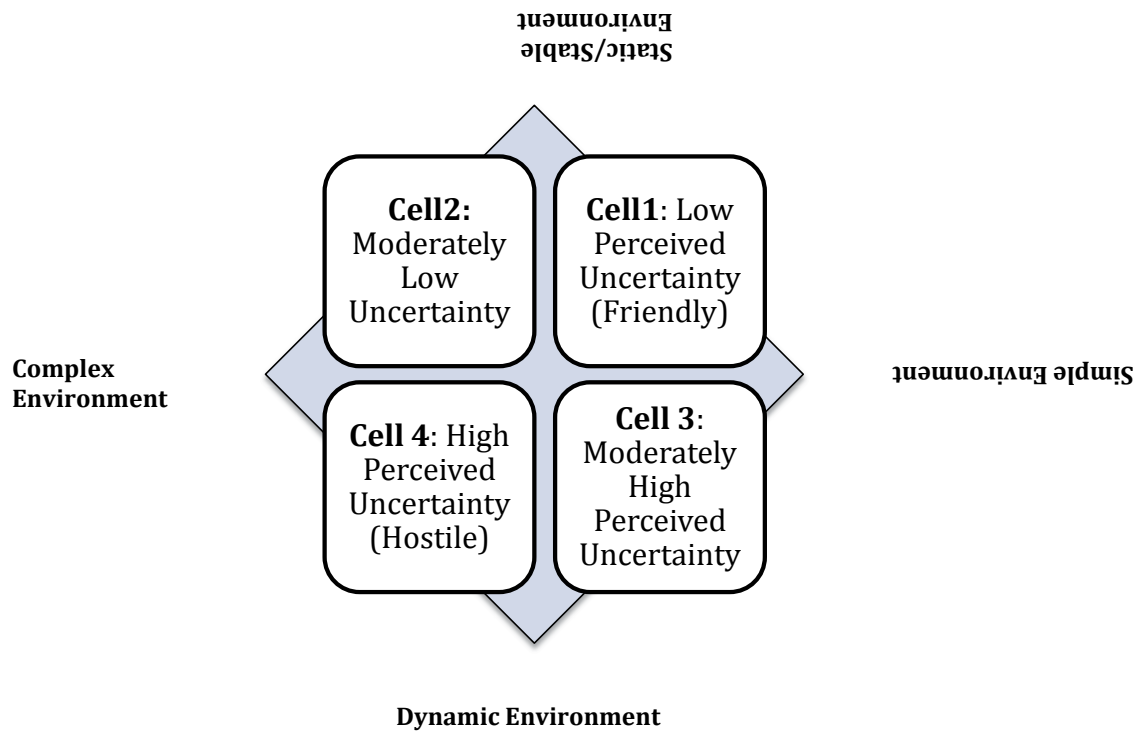 Static/Stable
Environment
Cell2:
Moderately
Low
Uncertainty
Cell1: Low
Perceived
Uncertainty
(Friendly)
Complex
Environment
Simple Environment
Cell 4: High
Perceived
Uncertainty
(Hostile)
Cell 3:
Moderately
High
Perceived
Uncertainty
Dynamic Environment